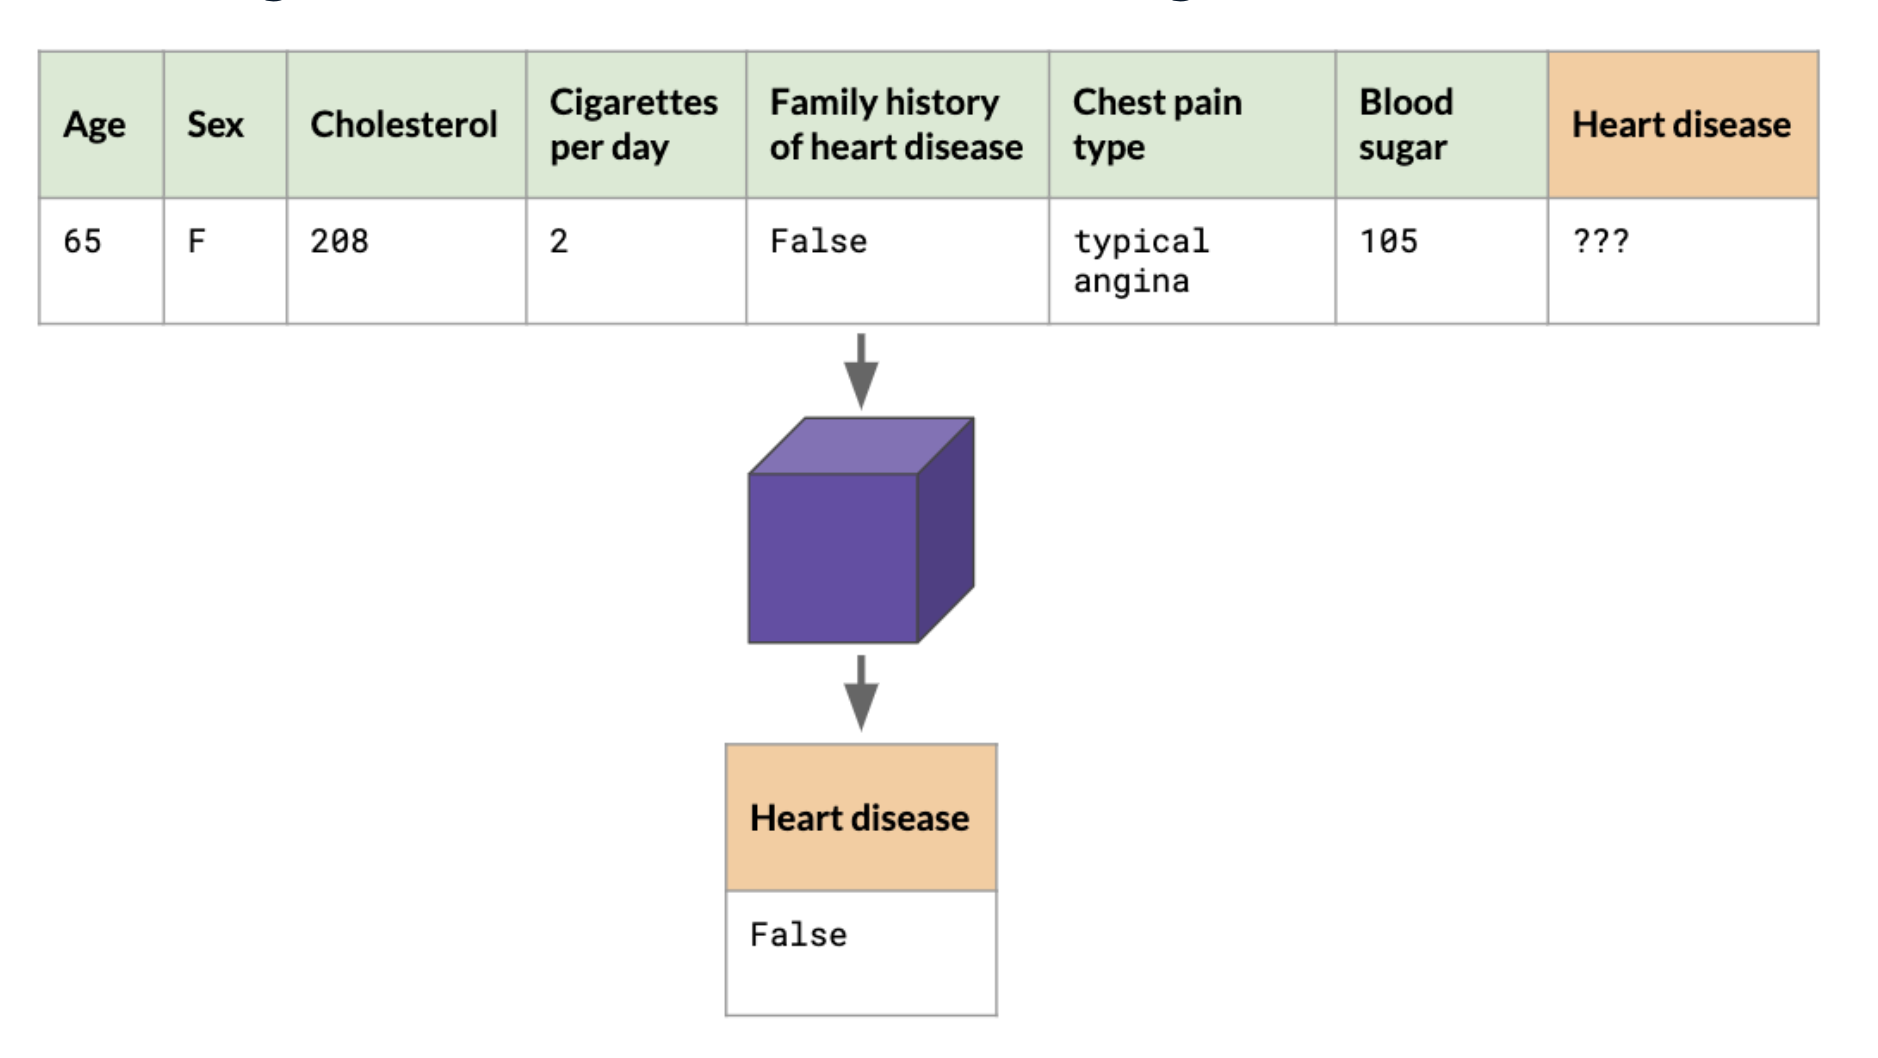 Age
Sex
Cholesterol
Cigarettes
per day
Family history
of heart disease
Chest pain
type
Blood
sugar
Heart disease
65
F
208
2
False
typical
angina
105
???
Heart disease
False